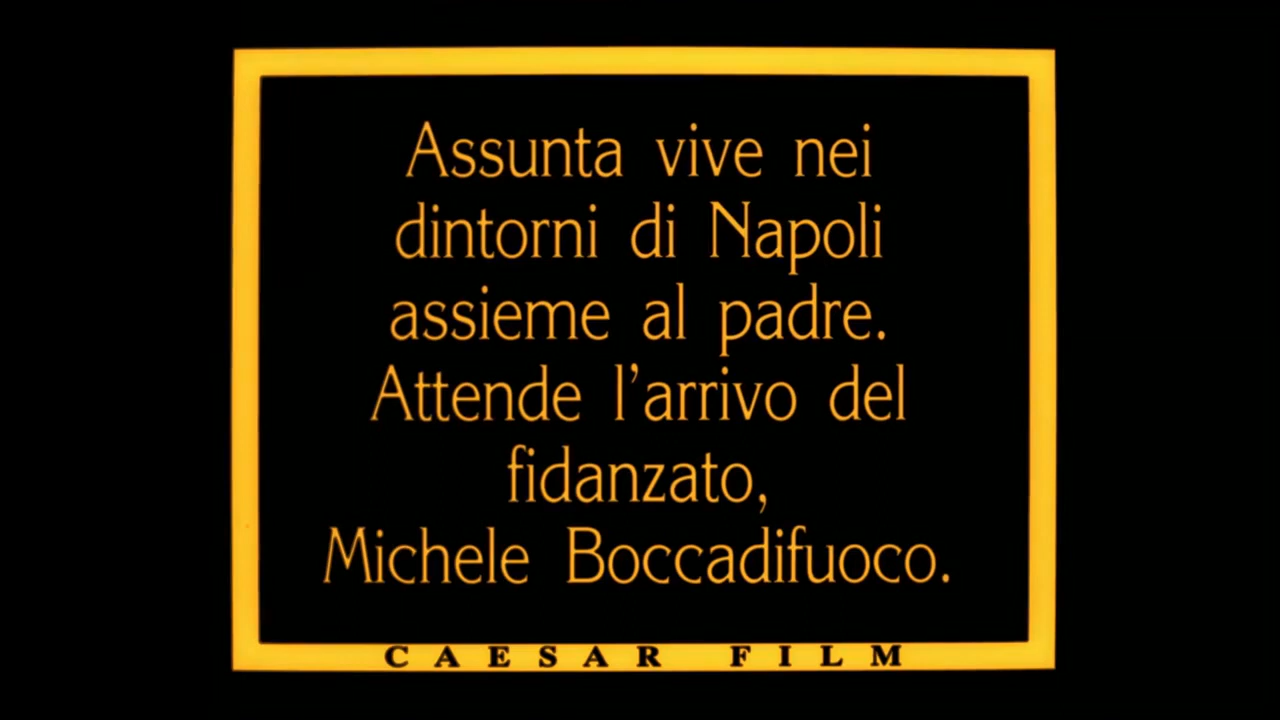 Assunta vive nei
dintorni di Napoli
assieme al padre.
Attende l’arrivo del
fidanzato,
Michele Boccadifuoco.
CAESAR FILM